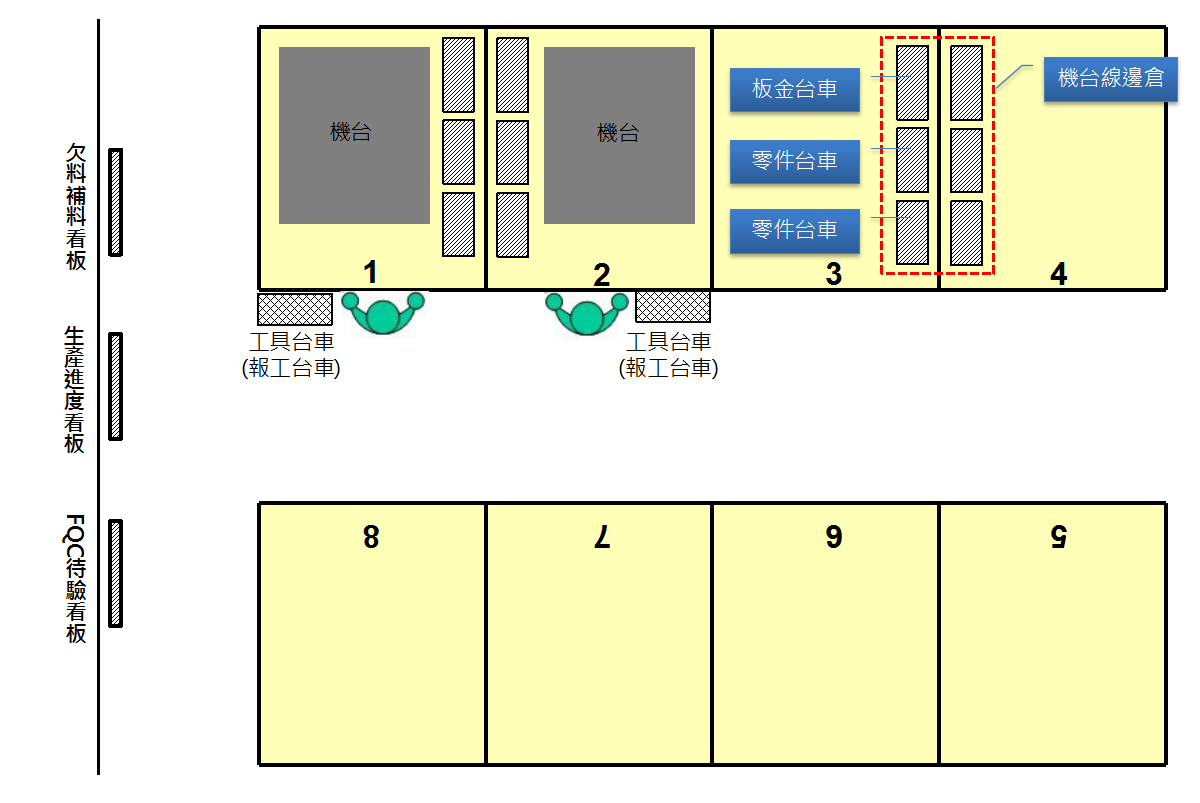 欠料補料看板
生產進度看板
FQC待驗看板
機台
機台
板金台車
零件台車
零件台車
機台線邊倉
1
2
3
4
工具台車
(報工台車)
工具台車
(報工台車)
8
7
6
5